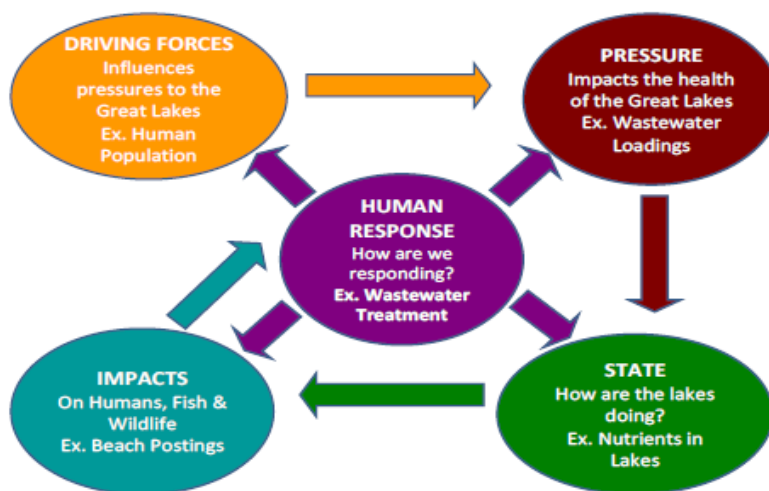 DRIVING FORCES
Influences
pressures to the
Great Lakes
Ex. Human
Population
PRESSURE
Impacts the health
of the Great Lakes
Ex. Wastewater
Loadings
HUMAN
RESPONSE
How are we
responding?
Ex. Wastewater
Treatment
IMPACTS
On Humans, Fish &
Wildlife
Ex. Beach Postings
STATE
How are the lakes
doing?
Ex. Nutrients in
Lakes